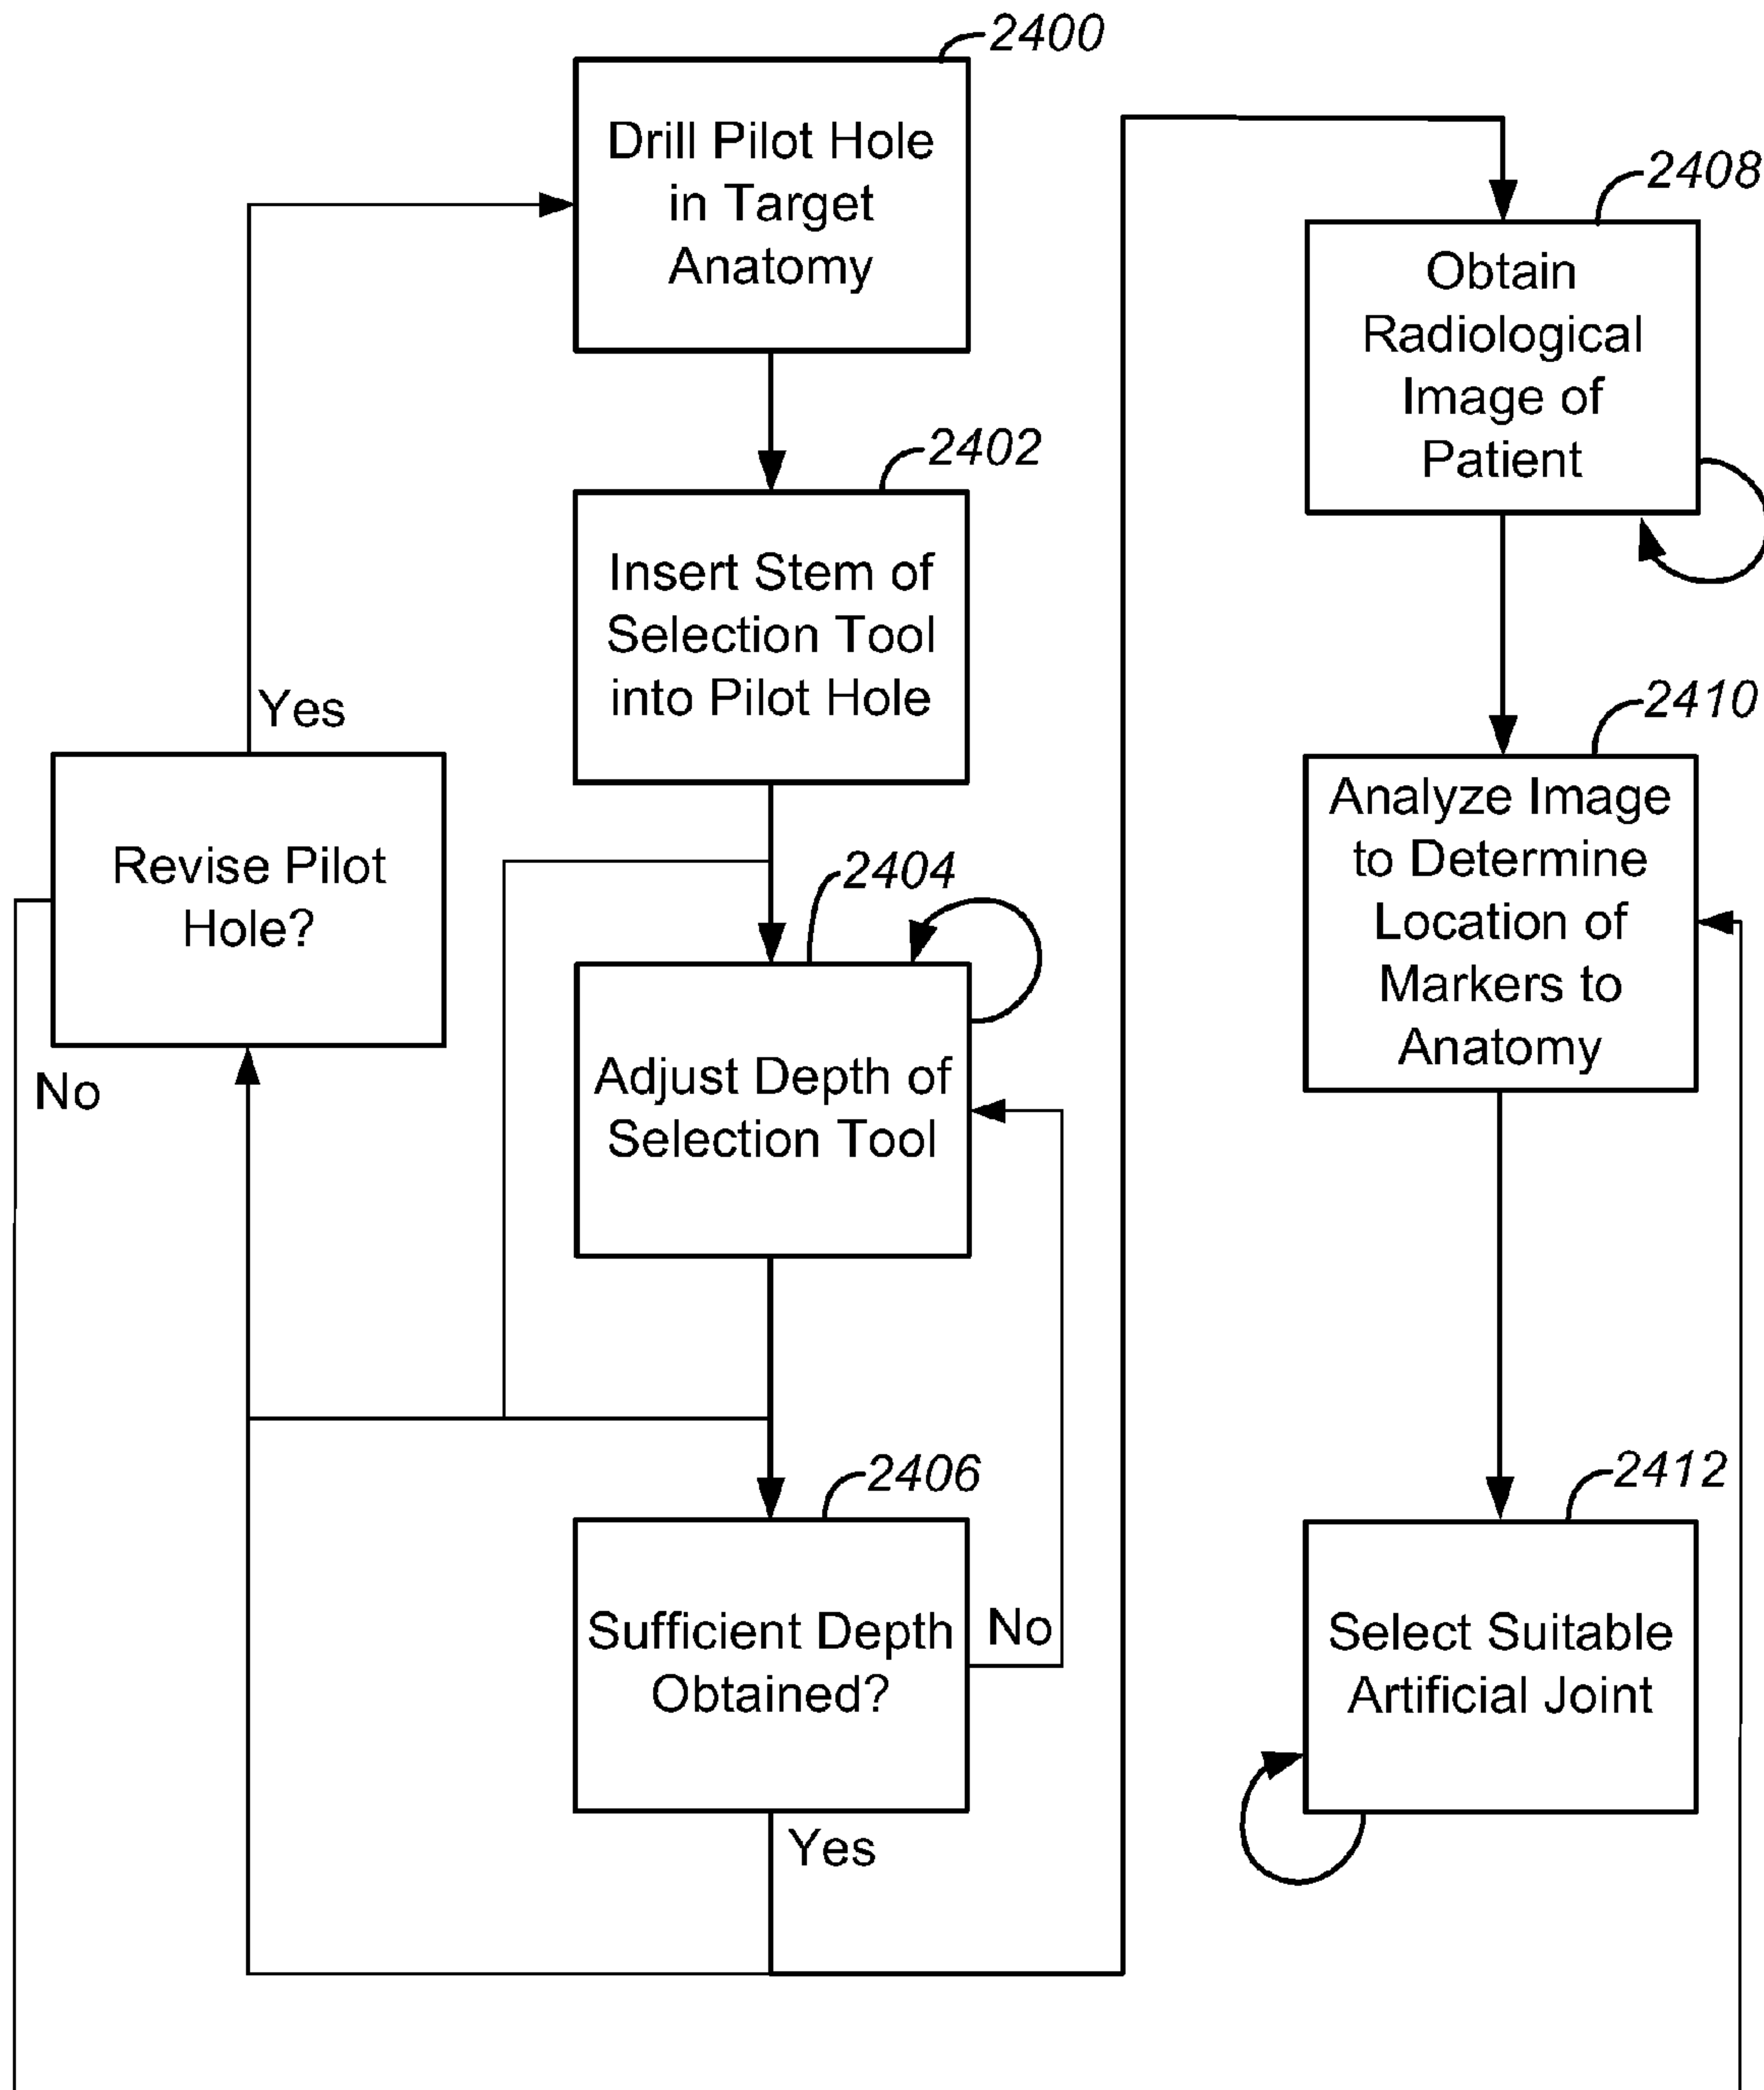 2400
Drill Pilot Hole
in Target
Anatomy
2402
Insert Stem of
Selection Tool
into Pilot Hole
Yes
Revise Pilot
Hole?
No
2404
Adjust Depth of
Selection Tool
2406
Sufficient Depth
Obtained?
No
Yes
2408
Obtain
Radiological
Image of
Patient
2410
Analyze Image
to Determine
Location of
Markers to
Anatomy
2412
Select Suitable
Artificial Joint